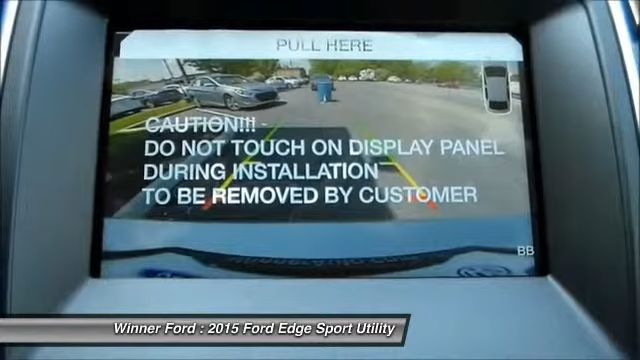 PULL HERE
CAUTION!!!
DO NOT TOUCH ON DISPLAY PANEL
DURING INSTALLATION
TO BE REMOVED BY CUSTOMER
BB
Winner Ford : 2015 Ford Edge Sport Utility